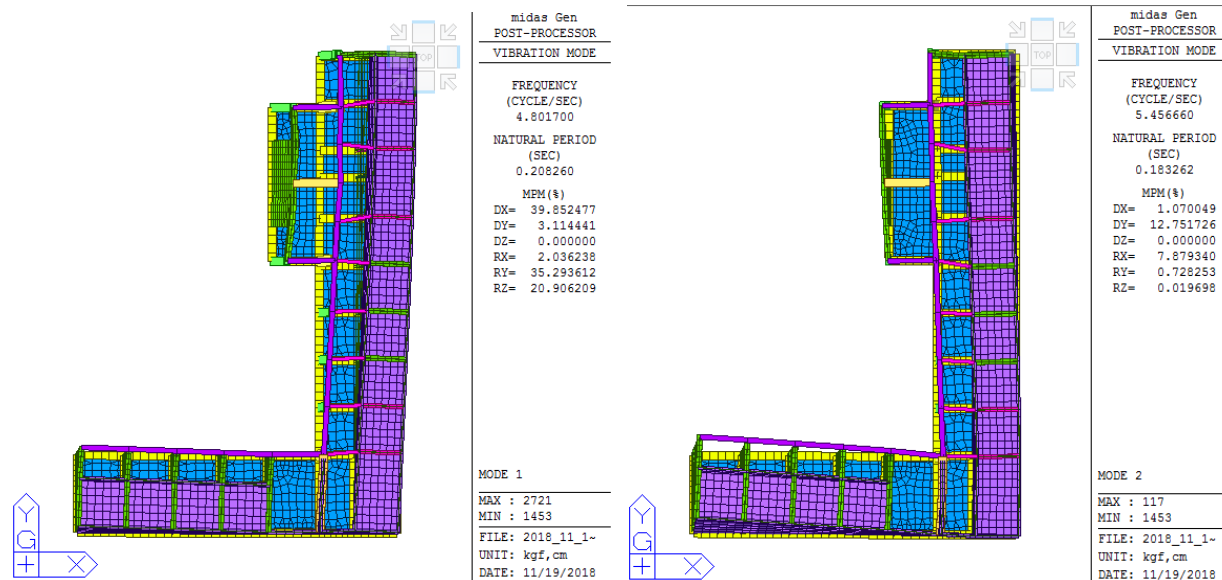 midas Gen
POST-PROCESSOR
VIBRATION MODE
FREQUENCY
(CYCLE/SEC)
4.801700
NATURAL PERIOD
(SEC)
0.208260
MPM(%)
DX= 39.852477
DY= 3.114441
DZ= 0.000000
RX= 2.036238
RY= 35.293612
RZ= 20.906209
MODE 1
MAX : 2721
MIN : 1453
FILE: 2018_11_1~
UNIT: kgf,cm
DATE: 11/19/2018
TOP
Y
G
X
midas Gen
POST-PROCESSOR
VIBRATION MODE
FREQUENCY
(CYCLE/SEC)
5.456660
NATURAL PERIOD
(SEC)
0.183262
MPM(%)
DX= 1.070049
DY= 12.751726
DZ= 0.000000
RX= 7.879340
RY= 0.728253
RZ= 0.019698
MODE 2
MAX : 117
MIN : 1453
FILE: 2018_11_1~
UNIT: kgf,cm
DATE: 11/19/2018
TOP
Y
G
X